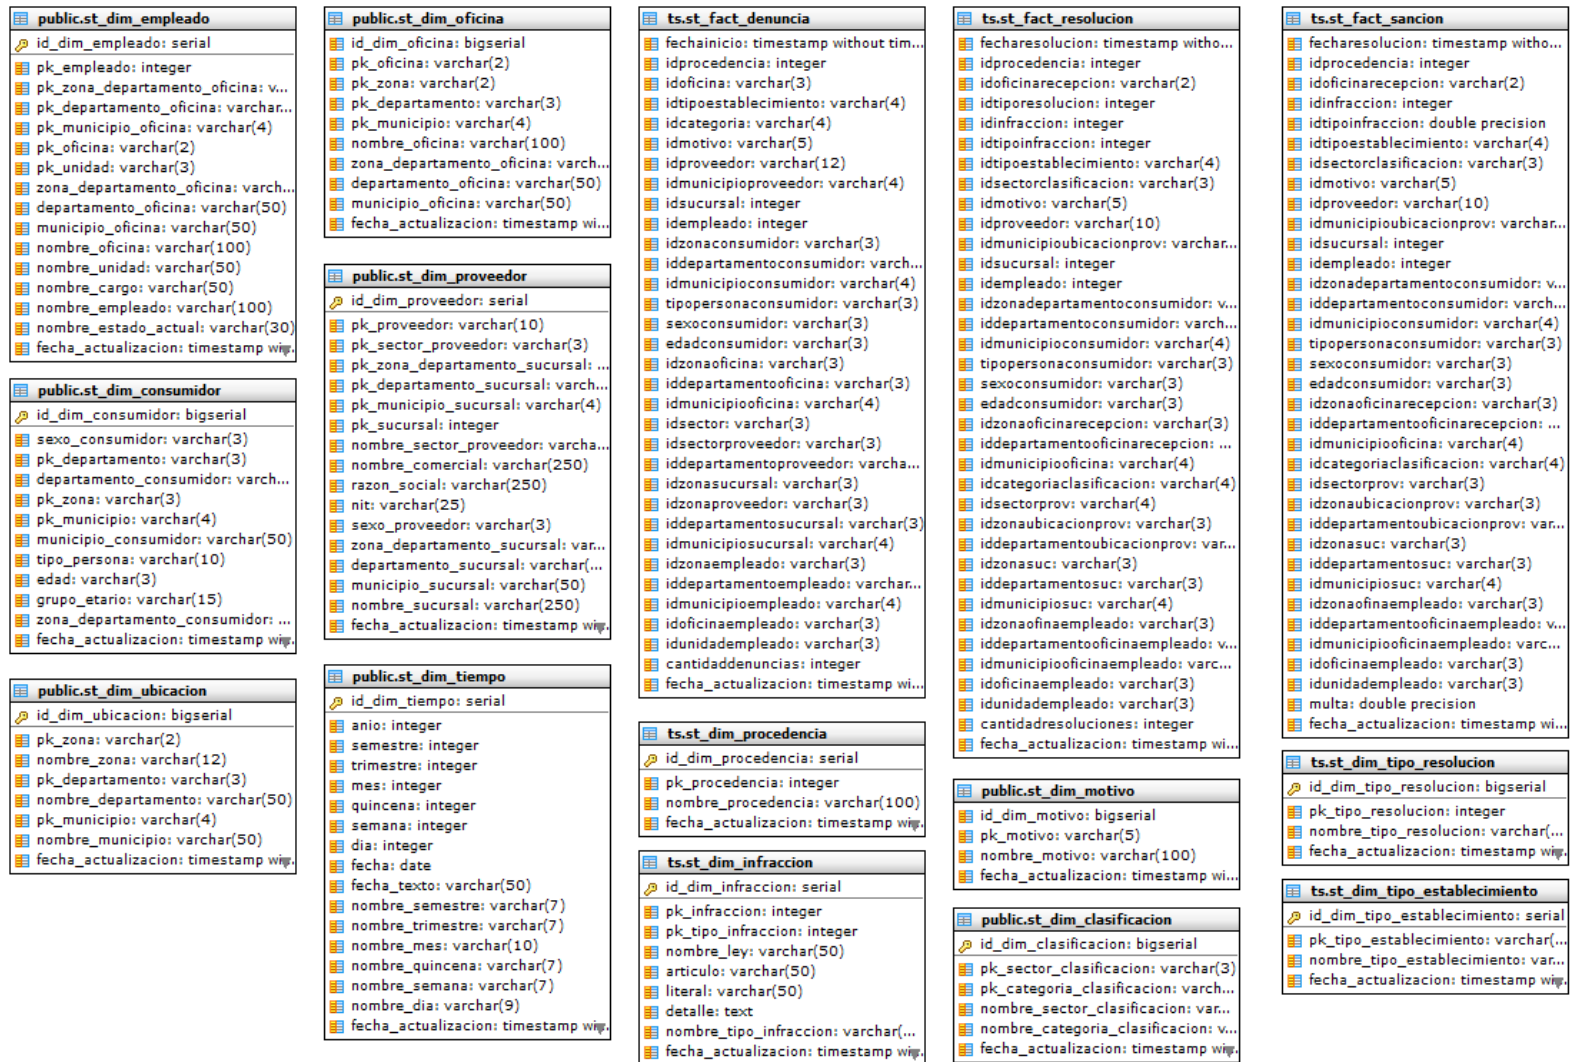 public.st_dim_empleado
id_dim_empleado: serial
pk_empleado: integer
pk_zona_departamento_oficina: v...
pk_departamento_oficina: varchar...
pk_municipio_oficina: varchar(4)
pk_oficina: varchar(2)
pk_unidad: varchar(3)
zona_departamento_oficina: varch...
departamento_oficina: varchar(50)
municipio_oficina: varchar(50)
nombre_oficina: varchar(100)
nombre_unidad: varchar(50)
nombre_cargo: varchar(50)
nombre_empleado: varchar(100)
nombre_estado_actual: varchar(30)
fecha_actualizacion: timestamp wi...
public.st_dim_consumidor
id_dim_consumidor: bigserial
sexo_consumidor: varchar(3)
pk_departamento: varchar(3)
departamento_consumidor: varch...
pk_zona: varchar(3)
pk_municipio: varchar(4)
municipio_consumidor: varchar(50)
tipo_persona: varchar(10)
edad: varchar(3)
grupo_etario: varchar(15)
zona_departamento_consumidor: ...
fecha_actualizacion: timestamp wi...
public.st_dim_ubicacion
id_dim_ubicacion: bigserial
pk_zona: varchar(2)
nombre_zona: varchar(12)
pk_departamento: varchar(3)
nombre_departamento: varchar(50)
pk_municipio: varchar(4)
nombre_municipio: varchar(50)
fecha_actualizacion: timestamp wi...
public.st_dim_oficina
id_dim_oficina: bigserial
pk_oficina: varchar(2)
pk_zona: varchar(2)
pk_departamento: varchar(3)
pk_municipio: varchar(4)
nombre_oficina: varchar(100)
zona_departamento_oficina: varch...
departamento_oficina: varchar(50)
municipio_oficina: varchar(50)
fecha_actualizacion: timestamp wi...
public.st_dim_proveedor
id_dim_proveedor: serial
pk_proveedor: varchar(10)
pk_sector_proveedor: varchar(3)
pk_zona_departamento_sucursal: ...
pk_departamento_sucursal: varch...
pk_municipio_sucursal: varchar(4)
pk_sucursal: integer
nombre_sector_proveedor: varcha...
nombre_comercial: varchar(250)
razon_social: varchar(250)
nit: varchar(25)
sexo_proveedor: varchar(3)
zona_departamento_sucursal: var...
departamento_sucursal: varchar(...
municipio_sucursal: varchar(50)
nombre_sucursal: varchar(250)
fecha_actualizacion: timestamp wi...
public.st_dim_tiempo
id_dim_tiempo: serial
anio: integer
semestre: integer
trimestre: integer
mes: integer
quincena: integer
semana: integer
dia: integer
fecha: date
fecha_texto: varchar(50)
nombre_semestre: varchar(7)
nombre_trimestre: varchar(7)
nombre_mes: varchar(10)
nombre_quincena: varchar(7)
nombre_semana: varchar(7)
nombre_dia: varchar(9)
fecha_actualizacion: timestamp wi...
ts.st_fact_denuncia
fechainicio: timestamp without tim...
idprocedencia: integer
idoficina: varchar(3)
idtipoestablecimiento: varchar(4)
idcategoria: varchar(4)
idmotivo: varchar(5)
idproveedor: varchar(12)
idmunicipioproveedor: varchar(4)
idsucursal: integer
idempleado: integer
idzonaconsumidor: varchar(3)
iddepartamentoconsumidor: varch...
idmunicipioconsumidor: varchar(4)
tipopersonaconsumidor: varchar(3)
sexoconsumidor: varchar(3)
edadconsumidor: varchar(3)
idzonaoficina: varchar(3)
iddepartamentooficina: varchar(3)
idmunicipiooficina: varchar(4)
idsector: varchar(3)
idsectorproveedor: varchar(3)
iddepartamentoproveedor: varcha...
idzonasucursal: varchar(3)
idzonaproveedor: varchar(3)
iddepartamentosucursal: varchar(3)
idmunicipiosucursal: varchar(4)
idzonaempleado: varchar(3)
iddepartamentoempleado: varchar...
idmunicipioempleado: varchar(4)
idoficinaempleado: varchar(3)
idunidadempleado: varchar(3)
cantidaddenuncias: integer
fecha_actualizacion: timestamp wi...
ts.st_dim_procedencia
id_dim_procedencia: serial
pk_procedencia: integer
nombre_procedencia: varchar(100)
fecha_actualizacion: timestamp wi...
ts.st_dim_infraccion
id_dim_infraccion: serial
pk_infraccion: integer
pk_tipo_infraccion: integer
nombre_ley: varchar(50)
articulo: varchar(50)
literal: varchar(50)
detalle: text
nombre_tipo_infraccion: varchar(...
fecha_actualizacion: timestamp wi...
ts.st_fact_resolucion
fecharesolucion: timestamp witho...
idprocedencia: integer
idoficinarecepcion: varchar(2)
idtiporesolucion: integer
idinfraccion: integer
idtipoinfraccion: integer
idtipoestablecimiento: varchar(4)
idsectorclasificacion: varchar(3)
idmotivo: varchar(5)
idproveedor: varchar(10)
idmunicipioubicacionprov: varchar...
idsucursal: integer
idempleado: integer
idzonadepartamentoconsumidor: v...
iddepartamentoconsumidor: varch...
idmunicipioconsumidor: varchar(4)
tipopersonaconsumidor: varchar(3)
sexoconsumidor: varchar(3)
edadconsumidor: varchar(3)
idzonaoficinarecepcion: varchar(3)
iddepartamentooficinarecepcion: ...
idmunicipiooficina: varchar(4)
idcategoriaclasificacion: varchar(4)
idsectorprov: varchar(4)
idzonaubicacionprov: varchar(3)
iddepartamentoubicacionprov: var...
idzonasuc: varchar(3)
iddepartamentosuc: varchar(3)
idmunicipiosuc: varchar(4)
idzonaofinaempleado: varchar(3)
iddepartamentooficinaempleado: v...
idmunicipiooficinaempleado: varc...
idoficinaempleado: varchar(3)
idunidadempleado: varchar(3)
cantidadresoluciones: integer
fecha_actualizacion: timestamp wi...
public.st_dim_motivo
id_dim_motivo: bigserial
pk_motivo: varchar(5)
nombre_motivo: varchar(100)
fecha_actualizacion: timestamp wi...
public.st_dim_clasificacion
id_dim_clasificacion: bigserial
pk_sector_clasificacion: varchar(3)
pk_categoria_clasificacion: varch...
nombre_sector_clasificacion: var...
nombre_categoria_clasificacion: v...
fecha_actualizacion: timestamp wi...
ts.st_fact_sancion
fecharesolucion: timestamp witho...
idprocedencia: integer
idoficinarecepcion: varchar(2)
idinfraccion: integer
idtipoinfraccion: double precision
idtipoestablecimiento: varchar(4)
idsectorclasificacion: varchar(3)
idmotivo: varchar(5)
idproveedor: varchar(10)
idmunicipioubicacionprov: varchar...
idsucursal: integer
idempleado: integer
idzonadepartamentoconsumidor: v...
iddepartamentoconsumidor: varch...
idmunicipioconsumidor: varchar(4)
tipopersonaconsumidor: varchar(3)
sexoconsumidor: varchar(3)
edadconsumidor: varchar(3)
idzonaoficinarecepcion: varchar(3)
iddepartamentooficinarecepcion: ...
idmunicipiooficina: varchar(4)
idcategoriaclasificacion: varchar(4)
idsectorprov: varchar(3)
idzonaubicacionprov: varchar(3)
iddepartamentoubicacionprov: var...
idzonasuc: varchar(3)
iddepartamentosuc: varchar(3)
idmunicipiosuc: varchar(4)
idzonaofinaempleado: varchar(3)
iddepartamentooficinaempleado: v...
idmunicipiooficinaempleado: varc...
idoficinaempleado: varchar(3)
idunidadempleado: varchar(3)
multa: double precision
fecha_actualizacion: timestamp wi...
ts.st_dim_tipo_resolucion
id_dim_tipo_resolucion: bigserial
pk_tipo_resolucion: integer
nombre_tipo_resolucion: varchar(...
fecha_actualizacion: timestamp wi...
ts.st_dim_tipo_establecimiento
id_dim_tipo_establecimiento: serial
pk_tipo_establecimiento: varchar(...
nombre_tipo_establecimiento: var...
fecha_actualizacion: timestamp wi...